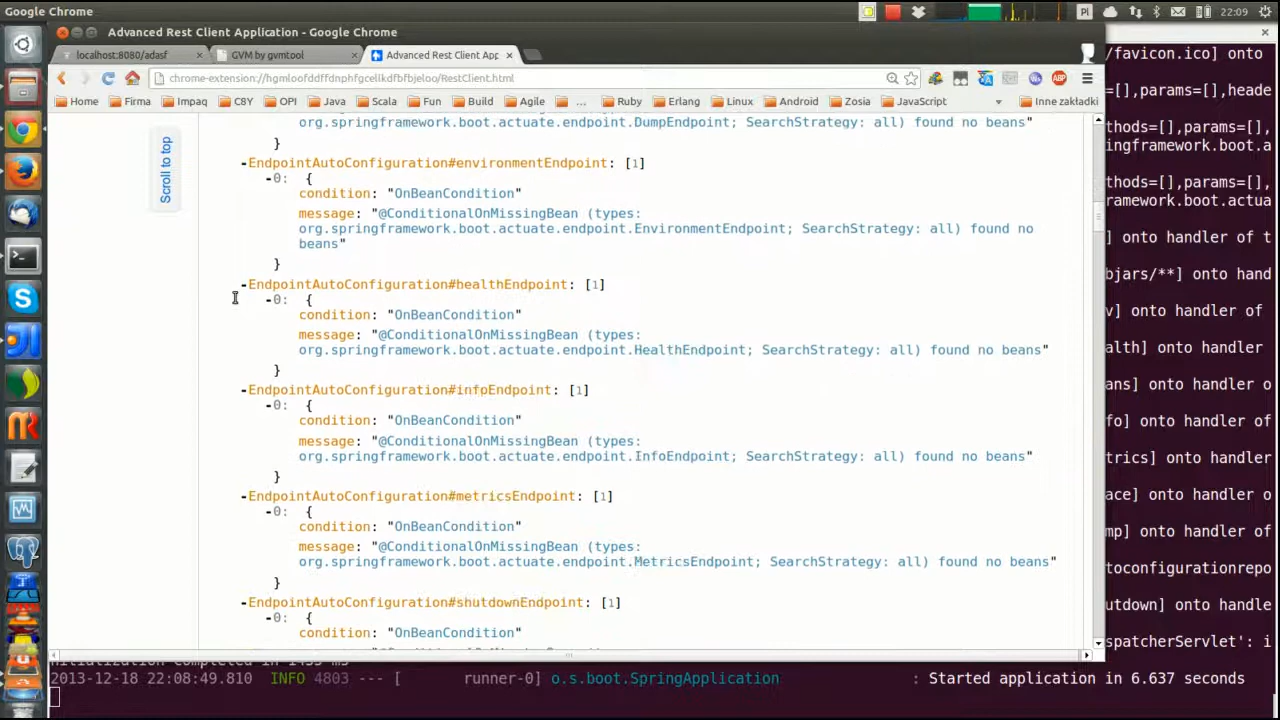 Google Chrome
Pl
22:09
Advanced Rest Client Application - Google Chrome
localhost:8080/adasf
GVM by gvmtool
Advanced Rest Client App
chrome-extension://hgmloofddffdnphfgcellkdfbfbjeloo/RestClient.html
Home
Firma
Impaq
C8Y
OPI
Java
Scala
Fun
Build
Agile
...
Ruby
Erlang
Linux
Android
Zosia
JavaScript
Inne zakładki
Scroll to top
org.springframework.boot.actuate.endpoint.DumpEndpoint; SearchStrategy: all) found no beans"
}
-EndpointAutoConfiguration#environmentEndpoint: [1]
-0: {
condition: "OnBeanCondition"
message: "@ConditionalOnMissingBean (types:
org.springframework.boot.actuate.endpoint.EnvironmentEndpoint; SearchStrategy: all) found no
beans"
}
-EndpointAutoConfiguration#healthEndpoint: [1]
-0: {
condition: "OnBeanCondition"
message: "@ConditionalOnMissingBean (types:
org.springframework.boot.actuate.endpoint.HealthEndpoint; SearchStrategy: all) found no beans"
}
-EndpointAutoConfiguration#infoEndpoint: [1]
-0: {
condition: "OnBeanCondition"
message: "@ConditionalOnMissingBean (types:
org.springframework.boot.actuate.endpoint.InfoEndpoint; SearchStrategy: all) found no beans"
}
-EndpointAutoConfiguration#metricsEndpoint: [1]
-0: {
condition: "OnBeanCondition"
message: "@ConditionalOnMissingBean (types:
org.springframework.boot.actuate.endpoint.MetricsEndpoint; SearchStrategy: all) found no beans"
}
-EndpointAutoConfiguration#shutdownEndpoint: [1]
-0: {
condition: "OnBeanCondition"
/favicon.ico] onto
=[],params=[],heade
thods=[],params=[],
ingframework.boot.a
thods=[],params=[],
ringframework.boot.actua
] onto handler of t
bjars/**] onto hand
v] onto handler of
alth] onto handler
ans] onto handler o
fo] onto handler of
trics] onto handler
ace] onto handler o
mp] onto handler of
toconfigurationrepo
utdown] onto handle
spatcherServlet': i
2013-12-18 22:08:49.810 INFO 4803 --- [ runner-0] o.s.boot.SpringApplication : Started application in 6.637 seconds